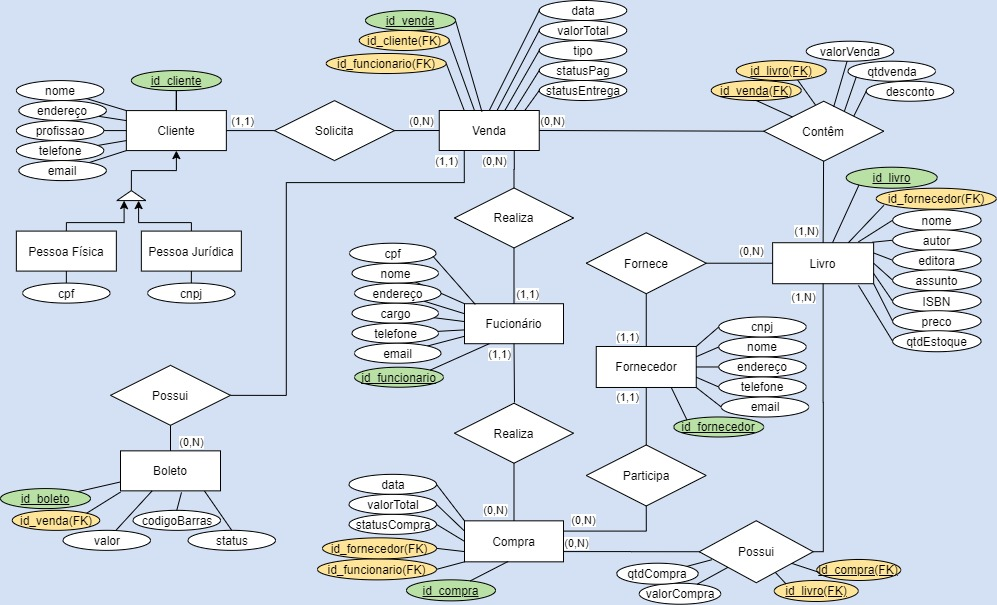 id_venda
id_cliente(FK)
id_funcionario(FK)
data
valorTotal
tipo
statusPag
statusEntrega
valorVenda
id_livro(FK)
qtdvenda
id_venda(FK)
desconto
id_cliente
nome
endereço
profissao
telefone
email
Cliente
(1,1)
Solicita
(0,N)
Venda
(0,N)
Contêm
(1,1)
(0,N)
id_livro
id_fornecedor(FK)
nome
autor
editora
assunto
ISBN
preco
qtdEstoque
Realiza
Pessoa Física
Pessoa Jurídica
cpf
cnpj
(1,N)
(0,N)
Livro
(1,N)
Fornece
cpf
nome
endereço
cargo
telefone
email
id_funcionario
(1,1)
Fucionário
(1,1)
(1,1)
Fornecedor
(1,1)
cnpj
nome
endereço
telefone
email
id_fornecedor
Possui
(0,N)
Boleto
id_boleto
id_venda(FK)
valor
codigoBarras
status
Realiza
Participa
data
valorTotal
statusCompra
id_fornecedor(FK)
id_funcionario(FK)
id_compra
(0,N)
Compra
(0,N)
(0,N)
Possui
qtdCompra
valorCompra
id_compra(FK)
id_livro(FK)